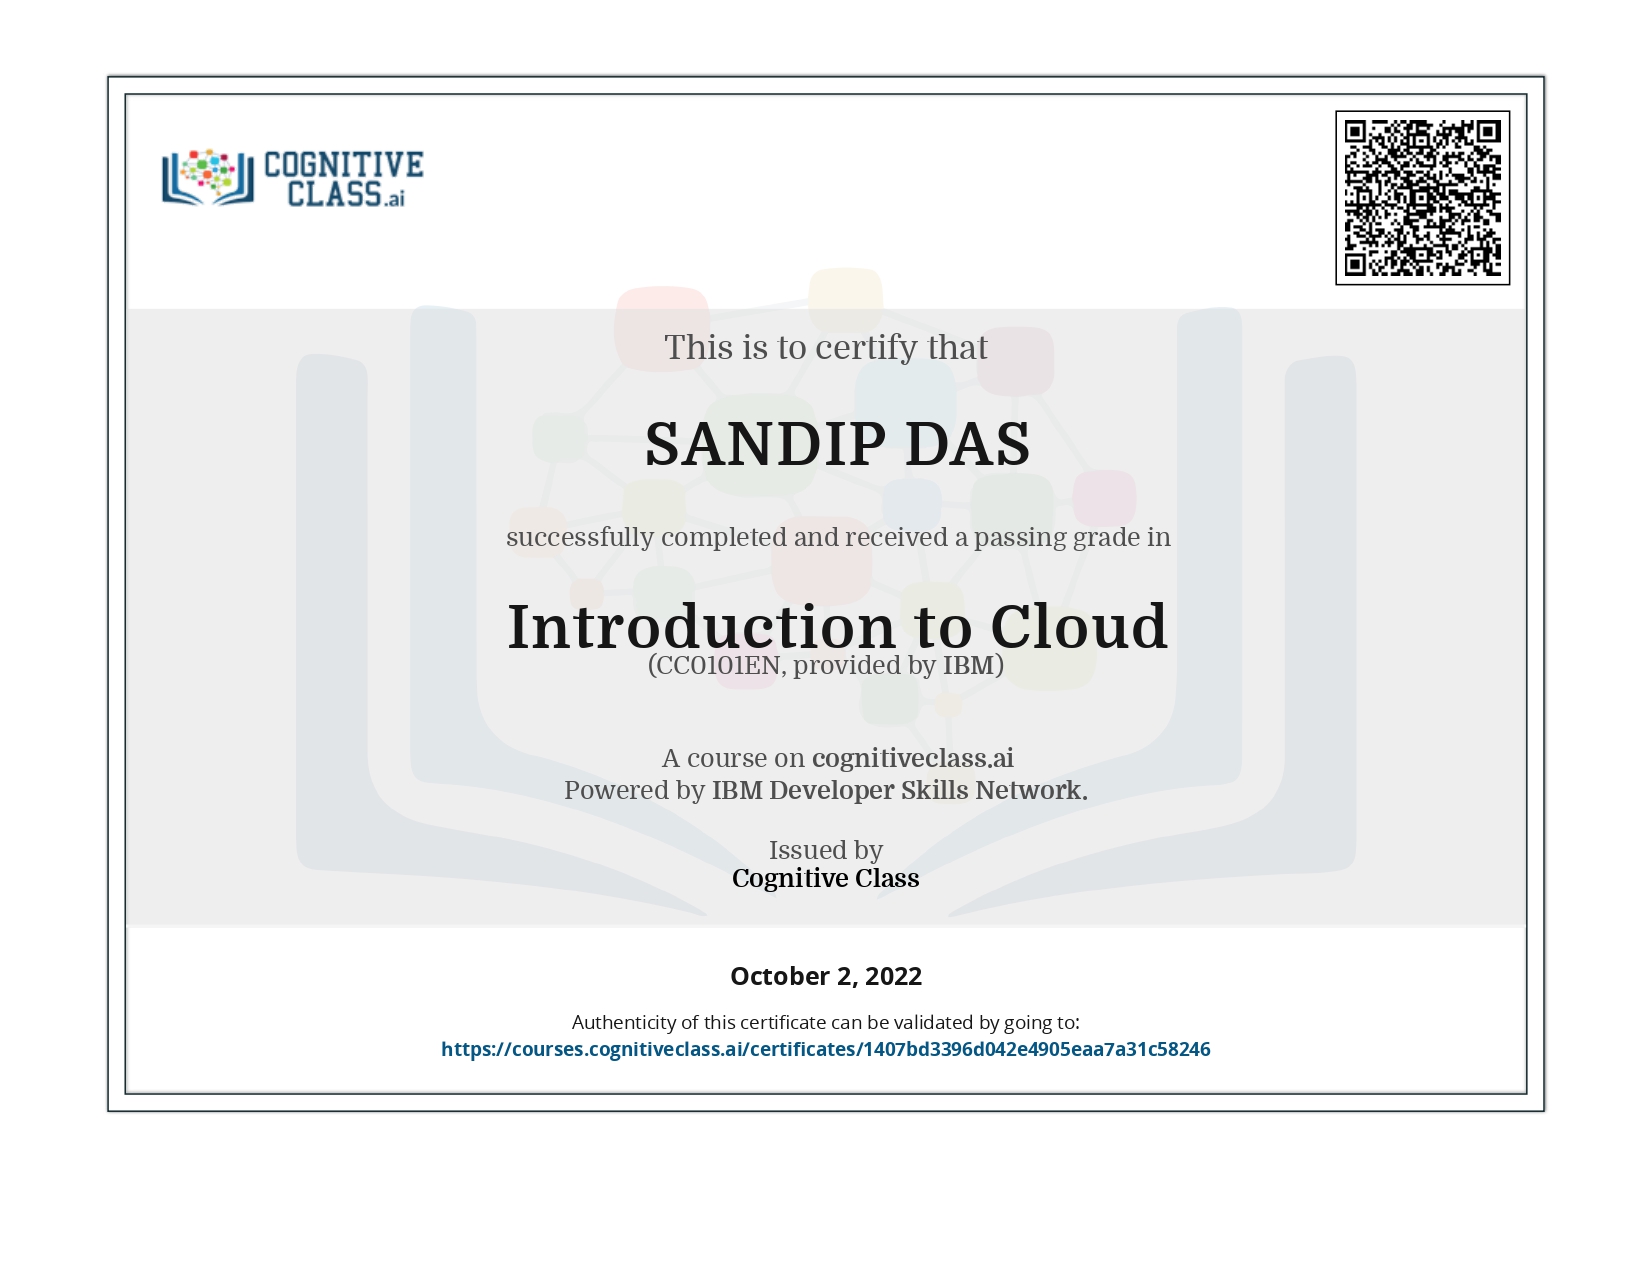 COGNITIVE
CLASS.ai
This is to certify that
SANDIP DAS
successfully completed and received a passing grade in
Introduction to Cloud
(CC0101EN, provided by IBM)
A course on cognitiveclass.ai
Powered by IBM Developer Skills Network.
Issued by
Cognitive Class
October 2, 2022
Authenticity of this certificate can be validated by going to:
https://courses.cognitiveclass.ai/certificates/1407bd3396d042e4905eaa7a31c58246